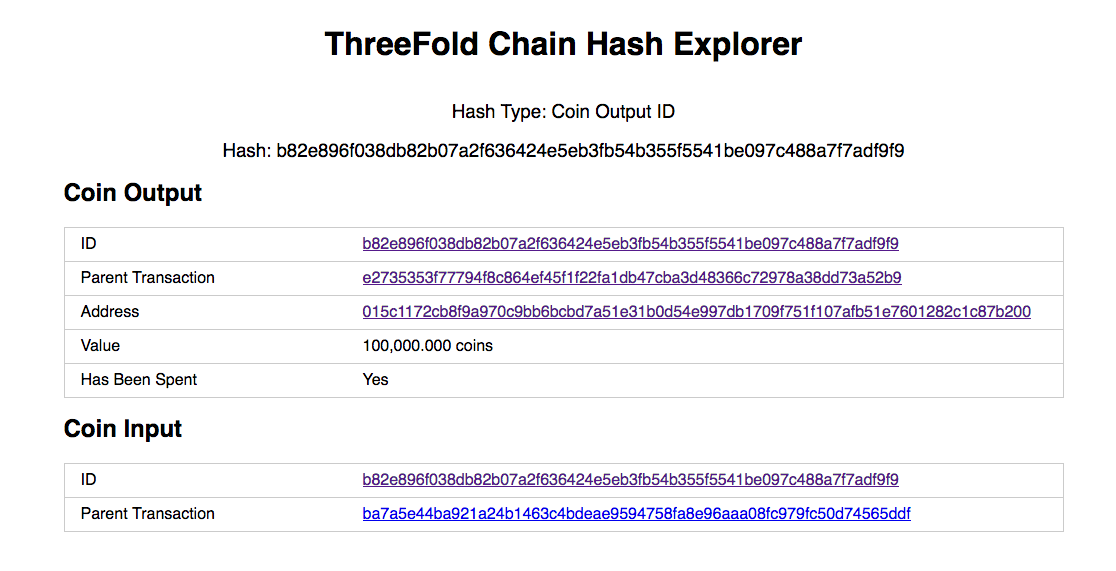 ThreeFold Chain Hash Explorer
Hash Type: Coin Output ID
Hash: b82e896f038db82b07a2f636424e5eb3fb54b355f5541be097c488a7f7adf9f9
Coin Output
ID b82e896f038db82b07a2f636424e5eb3fb54b355f5541be097c488a7f7adf9f9
Parent Transaction e2735353f77794f8c864ef45f1f22fa1db47cba3d48366c72978a38dd73a52b9
Address 015c1172cb8f9a970c9bb6bcbd7a51e31b0d54e997db1709f751f107afb51e7601282c1c87b200
Value 100,000.000 coins
Has Been Spent Yes
Coin Input
ID b82e896f038db82b07a2f636424e5eb3fb54b355f5541be097c488a7f7adf9f9
Parent Transaction ba7a5e44ba921a24b1463c4bdeae9594758fa8e96aaa08fc979fc50d74565ddf